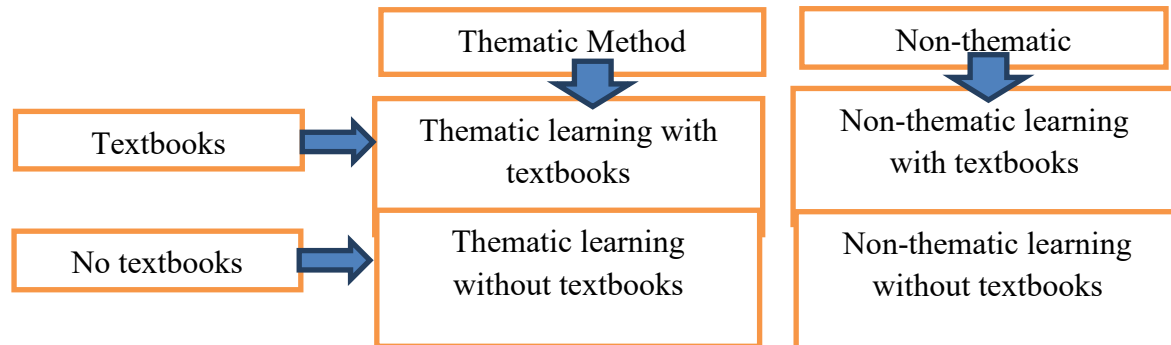 Thematic Method
Non-thematic
Textbooks
Thematic learning with
textbooks
Non-thematic learning
with textbooks
No textbooks
Thematic learning
without textbooks
Non-thematic learning
without textbooks